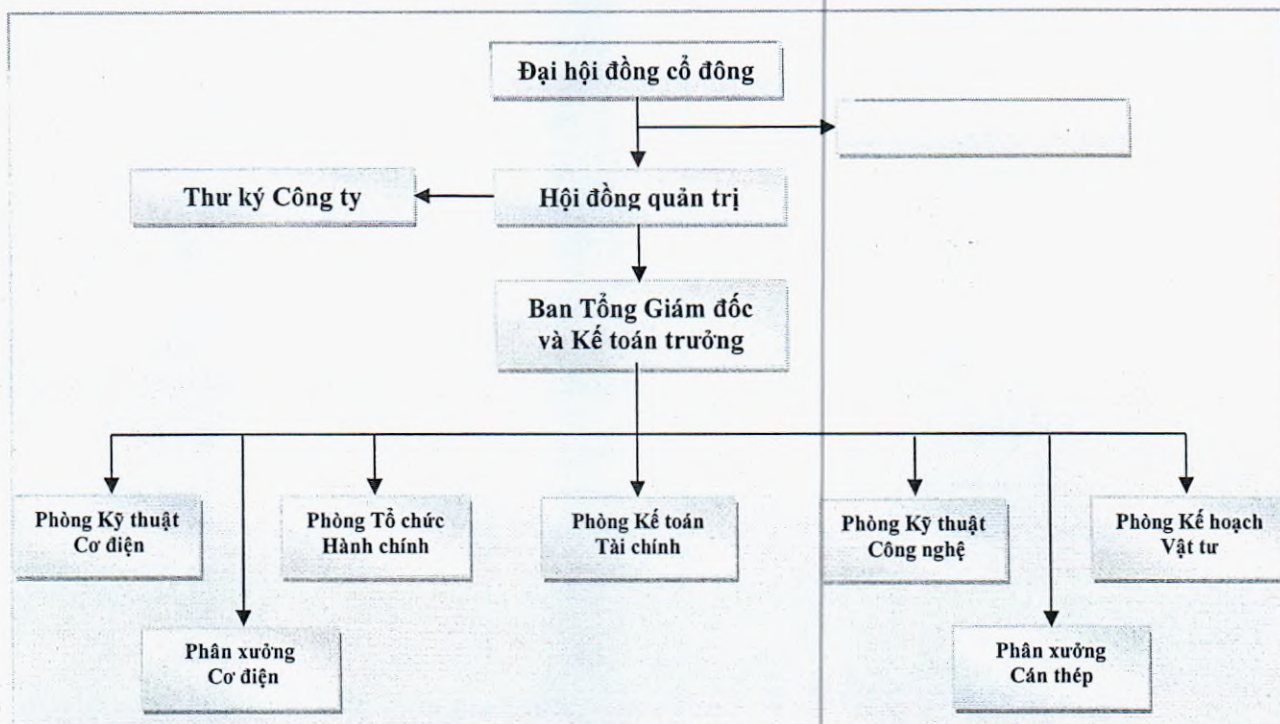 Đại hội đồng cổ đông
Thư ký Công ty
Hội đồng quản trị
Ban Tổng Giám đốc
và Kế toán trưởng
Phòng Kỹ thuật
Cơ điện
Phòng Tổ chức
Hành chính
Phòng Kế toán
Tài chính
Phòng Kỹ thuật
Công nghệ
Phòng Kế hoạch
Vật tư
Phân xưởng
Cơ điện
Phân xưởng
Cán thép